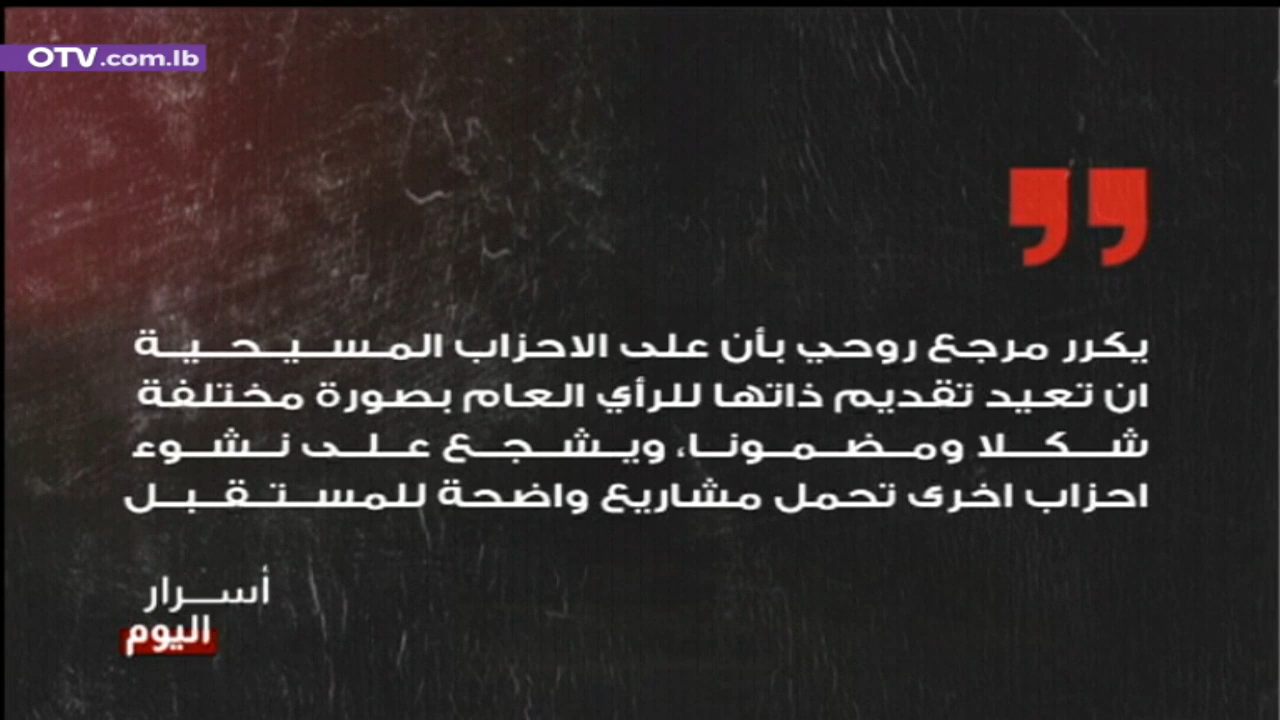 OTV.com.lb
يكرر مرجع روحي بأن على الاحزاب المسيحية
ان تعيد تقديم ذاتها للرأي العام بصورة مختلفة
شكلا ومضمونا، ويشجع على نشوء
احزاب اخرى تحمل مشاريع واضحة للمستقبل
أسرار
اليوم